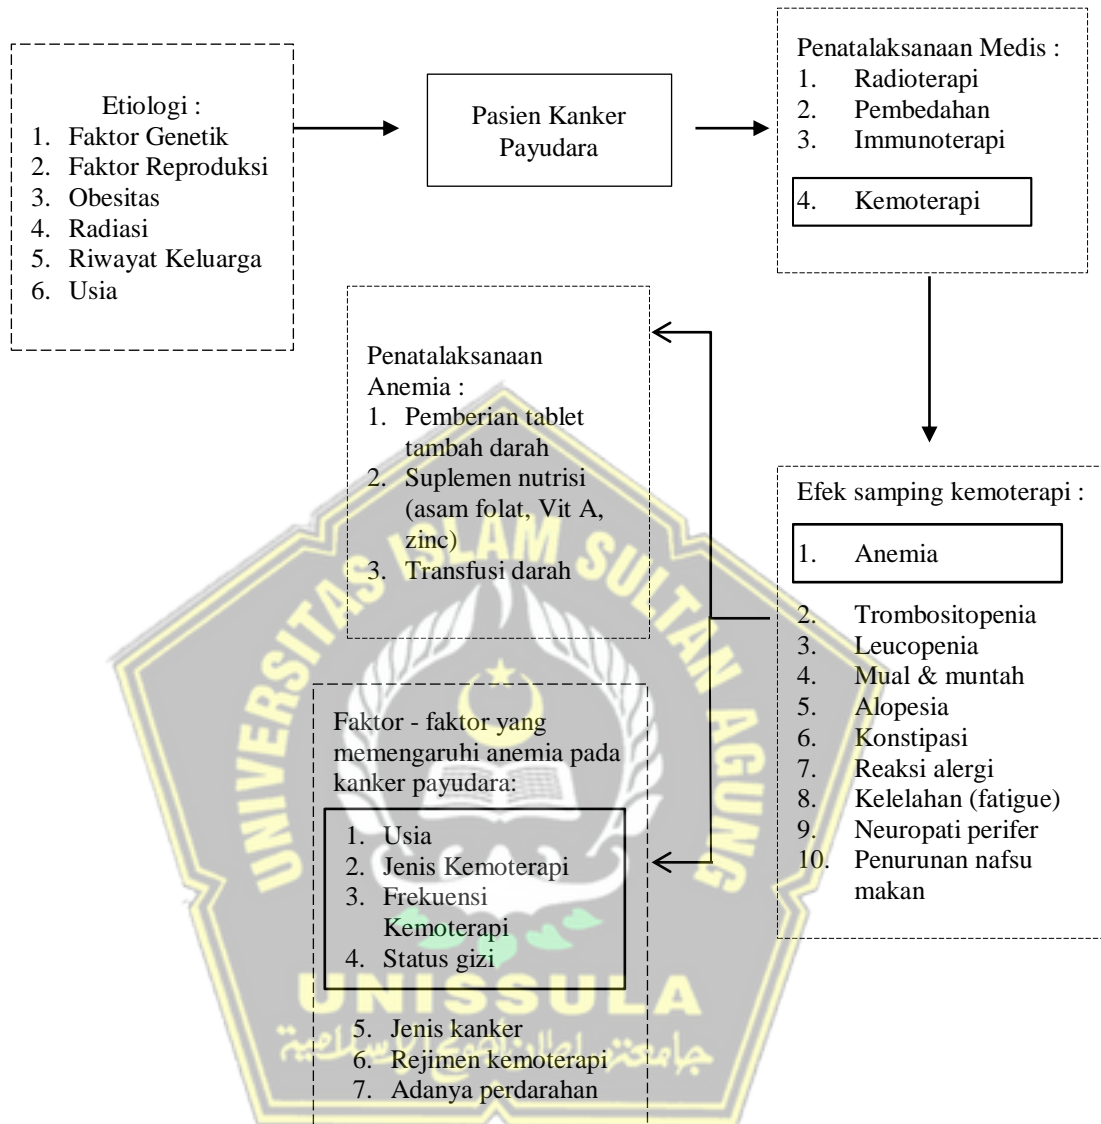 Etiologi :
1. Faktor Genetik
2. Faktor Reproduksi
3. Obesitas
4. Radiasi
5. Riwayat Keluarga
6. Usia
Pasien Kanker
Payudara
Penatalaksanaan Medis :
1. Radioterapi
2. Pembedahan
3. Immunoterapi
4. Kemoterapi
Penatalaksanaan
Anemia :
1. Pemberian tablet
tambah darah
2. Suplemen nutrisi
(asam folat, Vit A,
zinc)
3. Transfusi darah
Efek samping kemoterapi :
1. Anemia
2. Trombositopenia
3. Leucopenia
4. Mual & muntah
5. Alopesia
6. Konstipasi
7. Reaksi alergi
8. Kelelahan (fatigue)
9. Neuropati perifer
10. Penurunan nafsu
makan
Faktor - faktor yang
memengaruhi anemia pada
kanker payudara:
1. Usia
2. Jenis Kemoterapi
3. Frekuensi
Kemoterapi
4. Status gizi
5. Jenis kanker
6. Rejimen kemoterapi
7. Adanya perdarahan
UNIVERSITAS ISLAM SULTAN AGUNG
UNISSULA